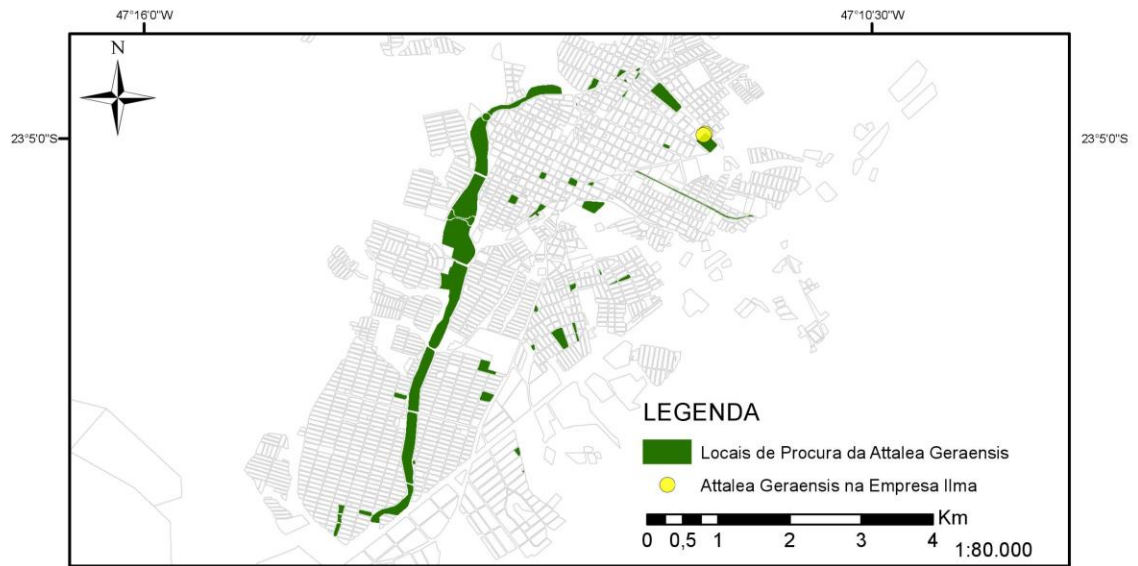 47°16'0"W
47°10'30"W
N
23°5'0"S
23°5'0"S
LEGENDA
Locais de Procura da Attalea Geraensis
Attalea Geraensis na Empresa Ilma
Km
0 0,5 1 2 3 4
1:80.000